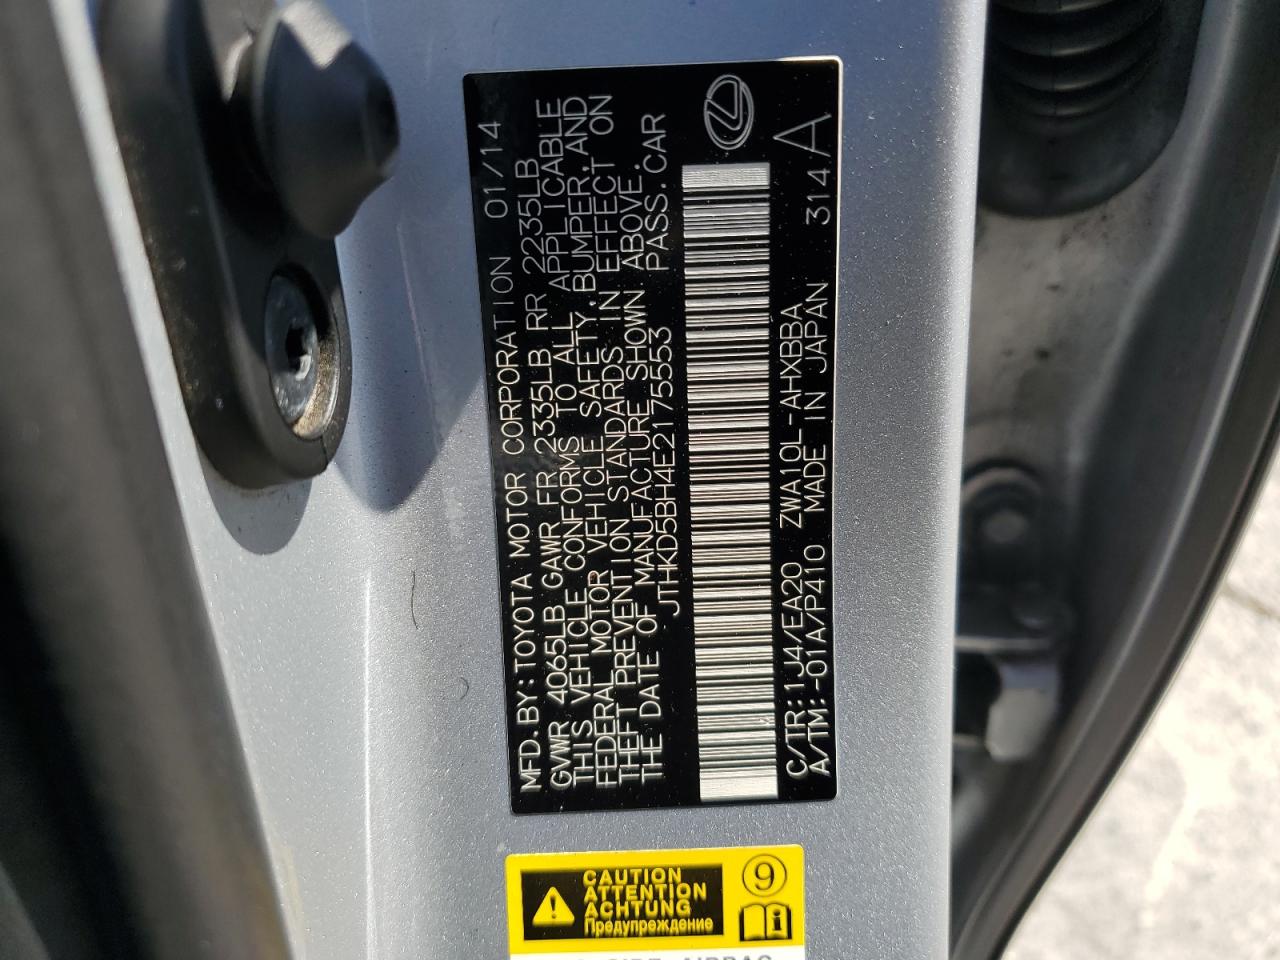 MFD.BY:TOYOTA MOTOR CORPORATION 01/14
GVWR 4065LB GAWR FR 2335LB RR 2235LB
THIS VEHICLE CONFORMS TO ALL APPLICABLE
FEDERAL MOTOR VEHICLE SAFETY,BUMPER,AND
THEFT PREVENTION STANDARDS IN EFFECT ON
THE DATE OF MANUFACTURE SHOWN ABOVE.
JTHKD5BH4E2175553 PASS.CAR
C/TR:1J4/EA20 ZWA10L-AHXBBA 314A
A/TM:-01A/P410 MADE IN JAPAN
CAUTION
ATTENTION
ACHTUNG
Предупреждение
9
SIDE AIRBAG